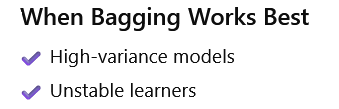 When Bagging Works Best
High-variance models
Unstable learners